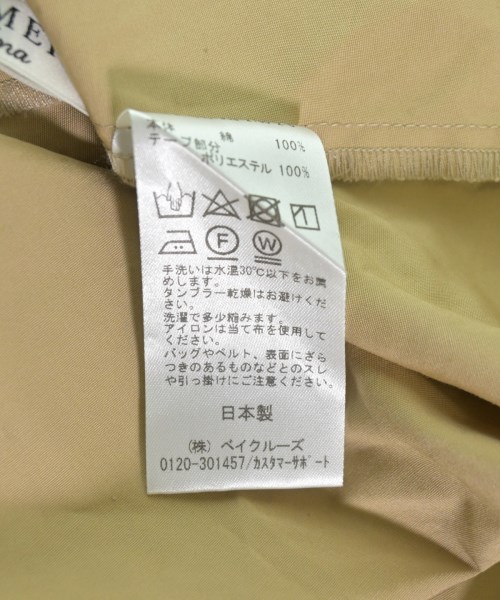 MER
ma
本体 綿 100%
テープ部分
ポリエステル 100%
F W
手洗いは水温30℃以下をお薦
めします。
タンブラー乾燥はお避けくだ
さい。
洗濯で多少縮みます。
アイロンは当て布を使用して
ください。
バッグやベルト、表面にざら
つきのあるものなどとのスレ
や引っ掛けにご注意ください。
日本製
(株) ベイクルーズ
0120-301457/カスタマーサポート